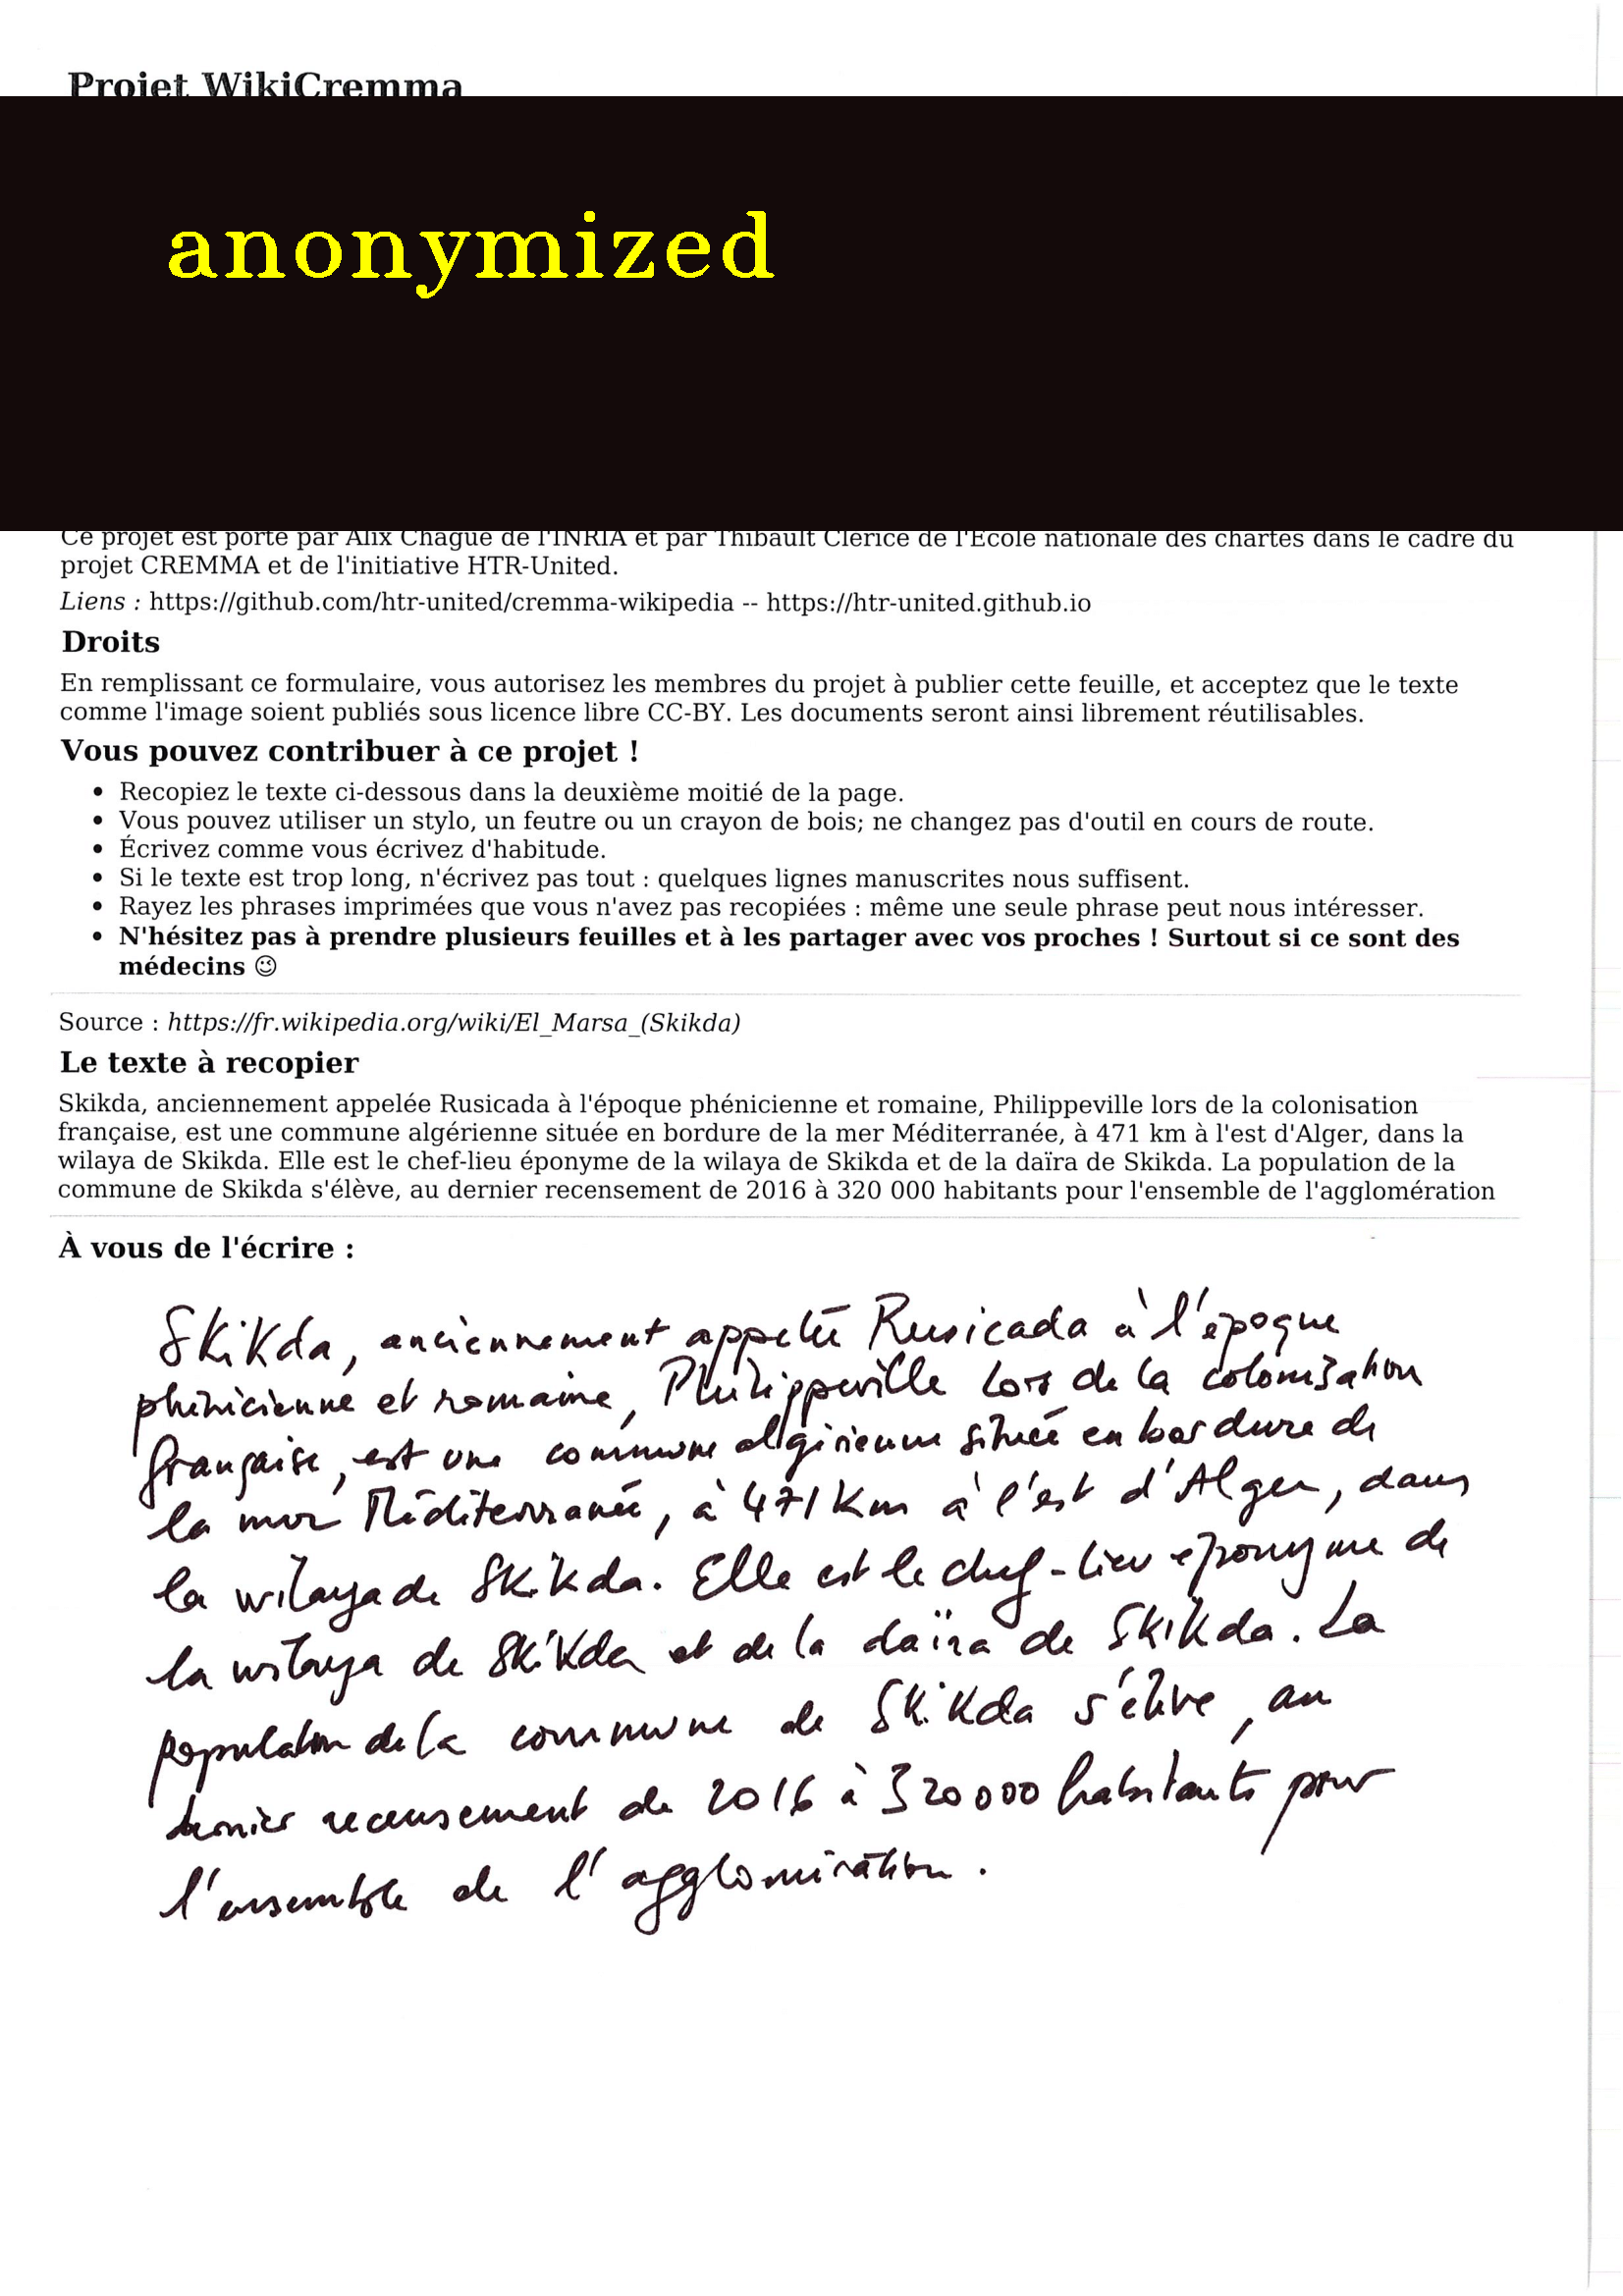 Projet WikiCremma
anonymized
Ce projet est porté par Alix Chagué de l'INRIA et par Thibault Clérice de l'École nationale des chartes dans le cadre du
projet CREMMA et de l'initiative HTR-United.
Liens : https://github.com/htr-united/cremma-wikipedia -- https://htr-united.github.io
Droits
En remplissant ce formulaire, vous autorisez les membres du projet à publier cette feuille, et acceptez que le texte
comme l'image soient publiés sous licence libre CC-BY. Les documents seront ainsi librement réutilisables.
Vous pouvez contribuer à ce projet !
• Recopiez le texte ci-dessous dans la deuxième moitié de la page.
• Vous pouvez utiliser un stylo, un feutre ou un crayon de bois; ne changez pas d'outil en cours de route.
• Écrivez comme vous écrivez d'habitude.
• Si le texte est trop long, n'écrivez pas tout : quelques lignes manuscrites nous suffisent.
• Rayez les phrases imprimées que vous n'avez pas recopiées : même une seule phrase peut nous intéresser.
• N'hésitez pas à prendre plusieurs feuilles et à les partager avec vos proches ! Surtout si ce sont des
médecins 😉
Source : https://fr.wikipedia.org/wiki/El_Marsa_(Skikda)
Le texte à recopier
Skikda, anciennement appelée Rusicada à l'époque phénicienne et romaine, Philippeville lors de la colonisation
française, est une commune algérienne située en bordure de la mer Méditerranée, à 471 km à l'est d'Alger, dans la
wilaya de Skikda. Elle est le chef-lieu éponyme de la wilaya de Skikda et de la daïra de Skikda. La population de la
commune de Skikda s'élève, au dernier recensement de 2016 à 320 000 habitants pour l'ensemble de l'agglomération
À vous de l'écrire :
Skikda, anciennement appelée Rusicada à l'époque
phénicienne et romaine, Philippeville lors de la colonisation
française, est une commune algérienne située en bordure de
la mer Méditerranée, à 471 km à l'est d'Alger, dans
la wilaya de Skikda. Elle est le chef-lieu éponyme de
la wilaya de Skikda et de la daïra de Skikda. La
population de la commune de Skikda s'élève, au
dernier recensement de 2016 à 320 000 habitants pour
l'ensemble de l'agglomération.